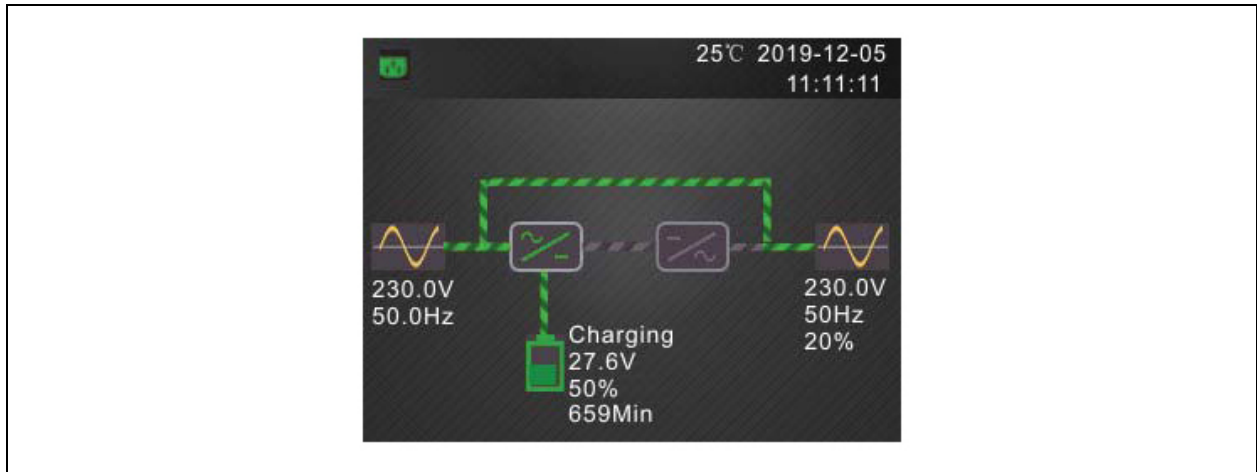 25℃ 2019-12-05
11:11:11
230.0V
50.0Hz
230.0V
50Hz
20%
Charging
27.6V
50%
659Min